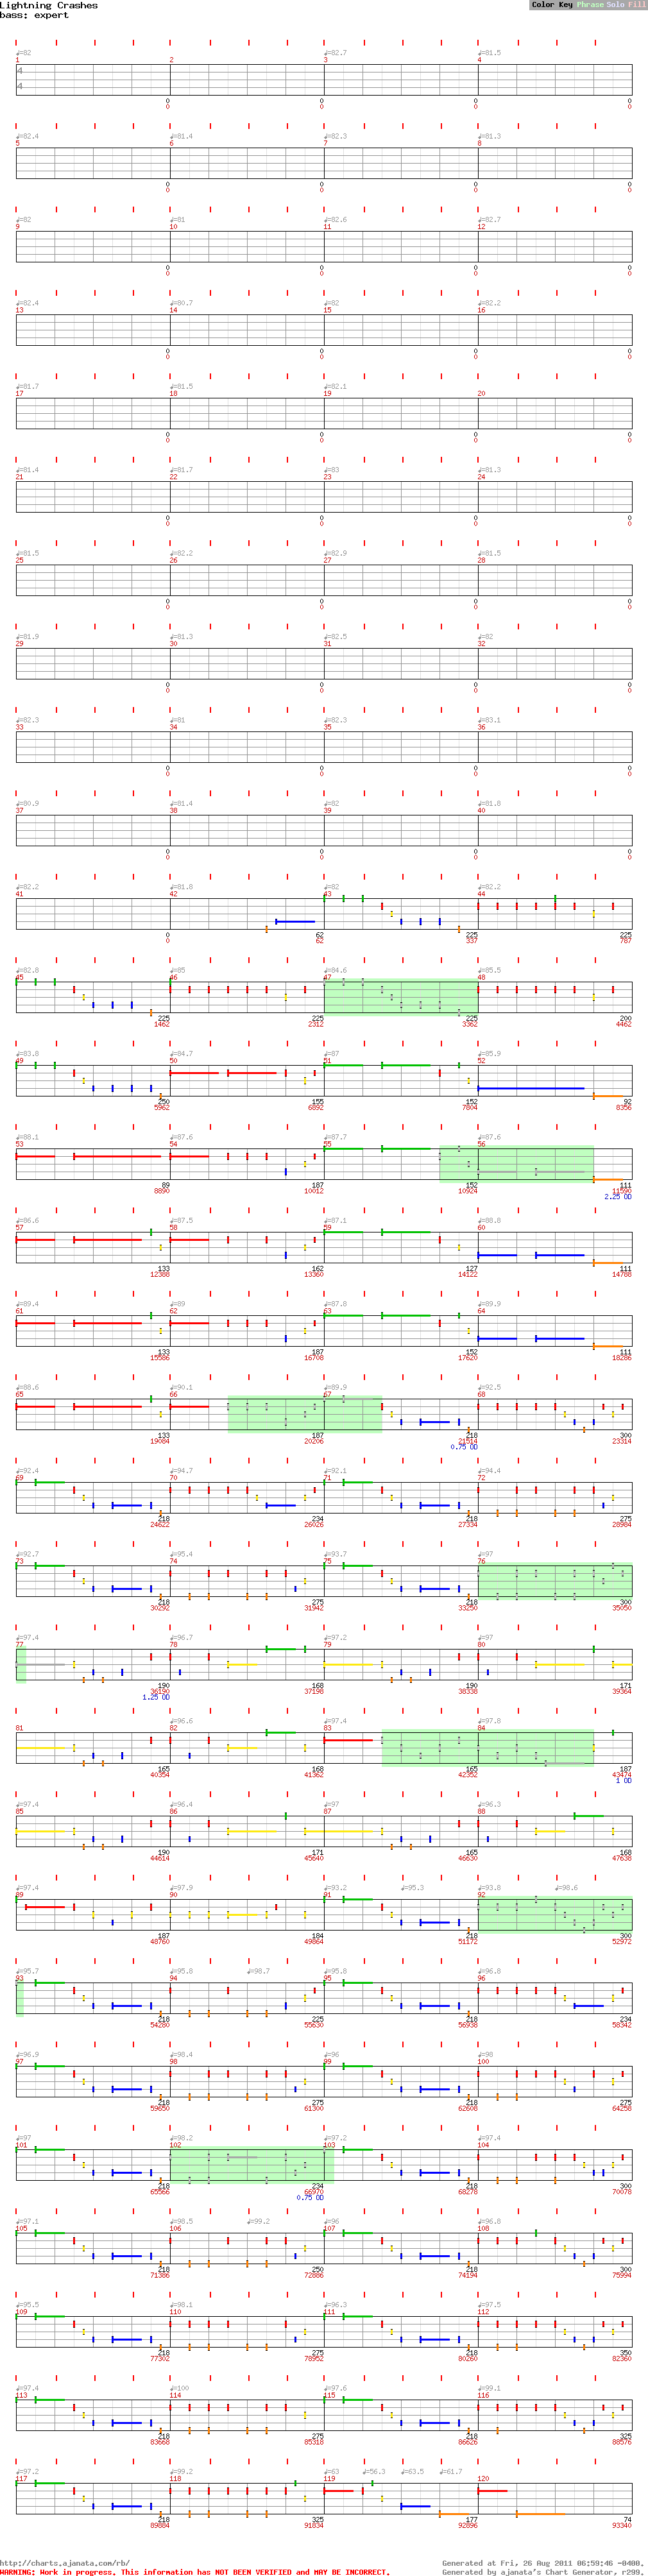 Lightning Crashes
bass: expert
Color Key Phrase Solo Fill
♩=82 ♩=82.7 ♩=81.5
1 2 3 4
4
4
0 0 0 0
0 0 0 0
♩=82.4 ♩=81.4 ♩=82.3 ♩=81.3
5 6 7 8
0 0 0 0
0 0 0 0
♩=82 ♩=81 ♩=82.6 ♩=82.7
9 10 11 12
0 0 0 0
0 0 0 0
♩=82.4 ♩=80.7 ♩=82 ♩=82.2
13 14 15 16
0 0 0 0
0 0 0 0
♩=81.7 ♩=81.5 ♩=82.1
17 18 19 20
0 0 0 0
0 0 0 0
♩=81.4 ♩=81.7 ♩=83 ♩=81.3
21 22 23 24
0 0 0 0
0 0 0 0
♩=81.5 ♩=82.2 ♩=82.9 ♩=81.5
25 26 27 28
0 0 0 0
0 0 0 0
♩=81.9 ♩=81.3 ♩=82.5 ♩=82
29 30 31 32
0 0 0 0
0 0 0 0
♩=82.3 ♩=81 ♩=82.3 ♩=83.1
33 34 35 36
0 0 0 0
0 0 0 0
♩=80.9 ♩=81.4 ♩=82 ♩=81.8
37 38 39 40
0 0 0 0
0 0 0 0
♩=82.2 ♩=81.8 ♩=82 ♩=82.2
41 42 43 44
0 62 225 225
0 62 337 787
♩=82.8 ♩=85 ♩=84.6 ♩=85.5
45 46 47 48
225 225 225 200
1462 2312 3362 4462
♩=83.8 ♩=84.7 ♩=87 ♩=85.9
49 50 51 52
250 155 152 92
5962 6892 7804 8356
♩=88.1 ♩=87.6 ♩=87.7 ♩=87.6
53 54 55 56
89 187 152 111
8890 10012 10924 11590
2.25 OD
♩=86.6 ♩=87.5 ♩=87.1 ♩=88.8
57 58 59 60
133 162 127 111
12388 13360 14122 14788
♩=89.4 ♩=89 ♩=87.8 ♩=89.9
61 62 63 64
133 187 152 111
15586 16708 17620 18286
♩=88.6 ♩=90.1 ♩=89.9 ♩=92.5
65 66 67 68
133 187 218 300
19084 20206 21514 23314
0.75 OD
♩=92.4 ♩=94.7 ♩=92.1 ♩=94.4
69 70 71 72
218 234 218 275
24622 26026 27334 28984
♩=92.7 ♩=95.4 ♩=93.7 ♩=97
73 74 75 76
218 275 218 300
30292 31942 33250 35050
♩=97.4 ♩=96.7 ♩=97.2 ♩=97
77 78 79 80
190 168 190 171
36190 37198 38338 39364
1.25 OD
♩=96.6 ♩=97.4 ♩=97.8
81 82 83 84
165 168 165 187
40354 41362 42352 43474
1 OD
♩=97.4 ♩=96.4 ♩=97 ♩=96.3
85 86 87 88
190 171 165 168
44614 45640 46630 47638
♩=97.4 ♩=97.9 ♩=93.2 ♩=95.3 ♩=93.8 ♩=98.6
89 90 91 92
187 184 218 300
48760 49864 51172 52972
♩=95.7 ♩=95.8 ♩=98.7 ♩=95.8 ♩=96.8
93 94 95 96
218 225 218 234
54280 55630 56938 58342
♩=96.9 ♩=98.4 ♩=96 ♩=98
97 98 99 100
218 275 218 275
59650 61300 62608 64258
♩=97 ♩=98.2 ♩=97.2 ♩=97.4
101 102 103 104
218 234 218 300
65566 66970 68278 70078
0.75 OD
♩=97.1 ♩=98.5 ♩=99.2 ♩=96 ♩=96.8
105 106 107 108
218 250 218 300
71386 72886 74194 75994
♩=95.5 ♩=98.1 ♩=96.3 ♩=97.5
109 110 111 112
218 275 218 350
77302 78952 80260 82360
♩=97.4 ♩=100 ♩=97.6 ♩=99.1
113 114 115 116
218 275 218 325
83668 85318 86626 88576
♩=97.2 ♩=99.2 ♩=63 ♩=56.3 ♩=63.5 ♩=61.7
117 118 119 120
218 325 177 74
89884 91834 92896 93340
http://charts.ajanata.com/rb/ Generated at Fri, 26 Aug 2011 06:59:46 -0400.
WARNING: Work in progress. This information has NOT BEEN VERIFIED and MAY BE INCORRECT. Generated by ajanata's Chart Generator, r299.